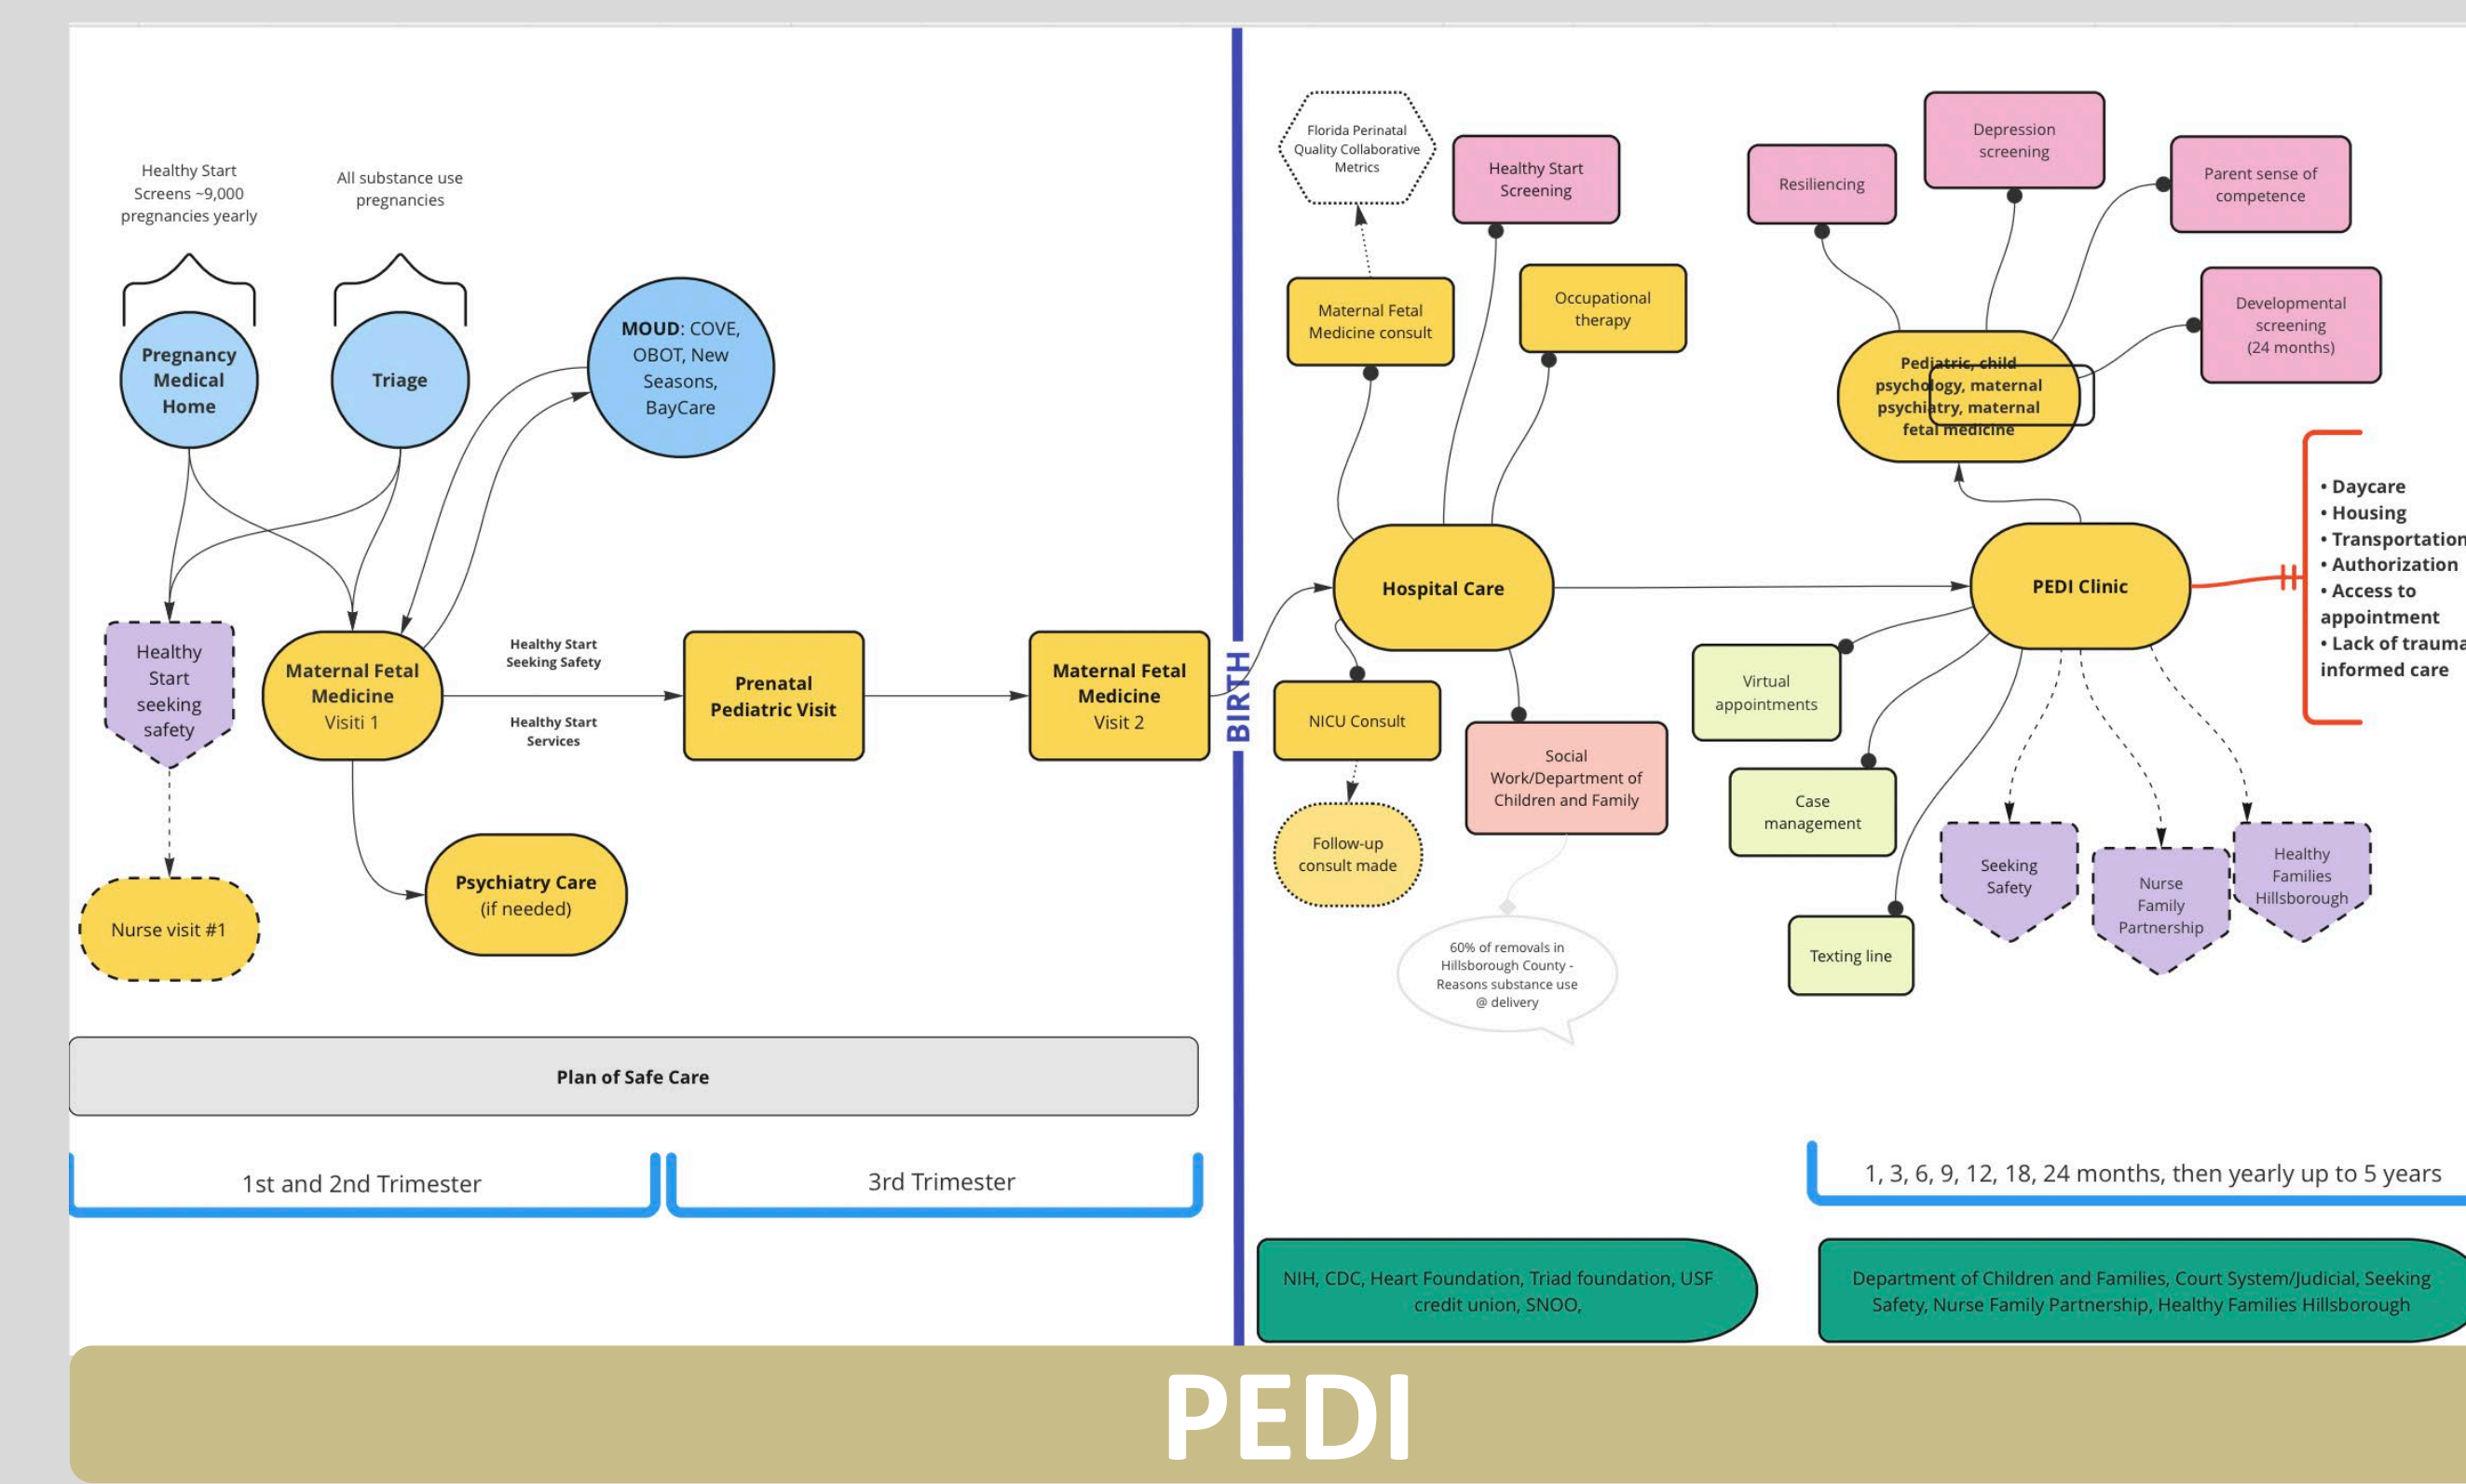 Healthy Start
Screens ~9,000
pregnancies yearly
All substance use
pregnancies
Pregnancy
Medical
Home
Triage
MOUD: COVE,
OBOT, New
Seasons,
BayCare
Healthy
Start
seeking
safety
Maternal Fetal
Medicine
Visiti 1
Healthy Start
Seeking Safety
Healthy Start
Services
Prenatal
Pediatric Visit
Maternal Fetal
Medicine
Visit 2
Nurse visit #1
Psychiatry Care
(if needed)
Plan of Safe Care
1st and 2nd Trimester
3rd Trimester
BIRTH
Florida Perinatal
Quality Collaborative
Metrics
Healthy Start
Screening
Maternal Fetal
Medicine consult
Occupational
therapy
Hospital Care
NICU Consult
Follow-up
consult made
Social
Work/Department of
Children and Family
60% of removals in
Hillsborough County -
Reasons substance use
@ delivery
Resiliencing
Depression
screening
Parent sense of
competence
Developmental
screening
(24 months)
Pediatric, child
psychology, maternal
psychiatry, maternal
fetal medicine
PEDI Clinic
• Daycare
• Housing
• Transportation
• Authorization
• Access to
appointment
• Lack of trauma
informed care
Virtual
appointments
Case
management
Texting line
Seeking
Safety
Nurse
Family
Partnership
Healthy
Families
Hillsborough
1, 3, 6, 9, 12, 18, 24 months, then yearly up to 5 years
NIH, CDC, Heart Foundation, Triad foundation, USF
credit union, SNOO,
Department of Children and Families, Court System/Judicial, Seeking
Safety, Nurse Family Partnership, Healthy Families Hillsborough
PEDI